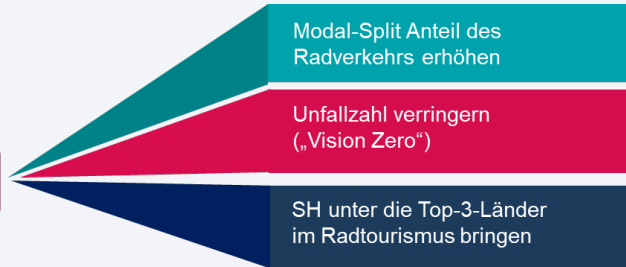 Modal-Split Anteil des
Radverkehrs erhöhen
Unfallzahl verringern
(„Vision Zero“)
SH unter die Top-3-Länder
im Radtourismus bringen